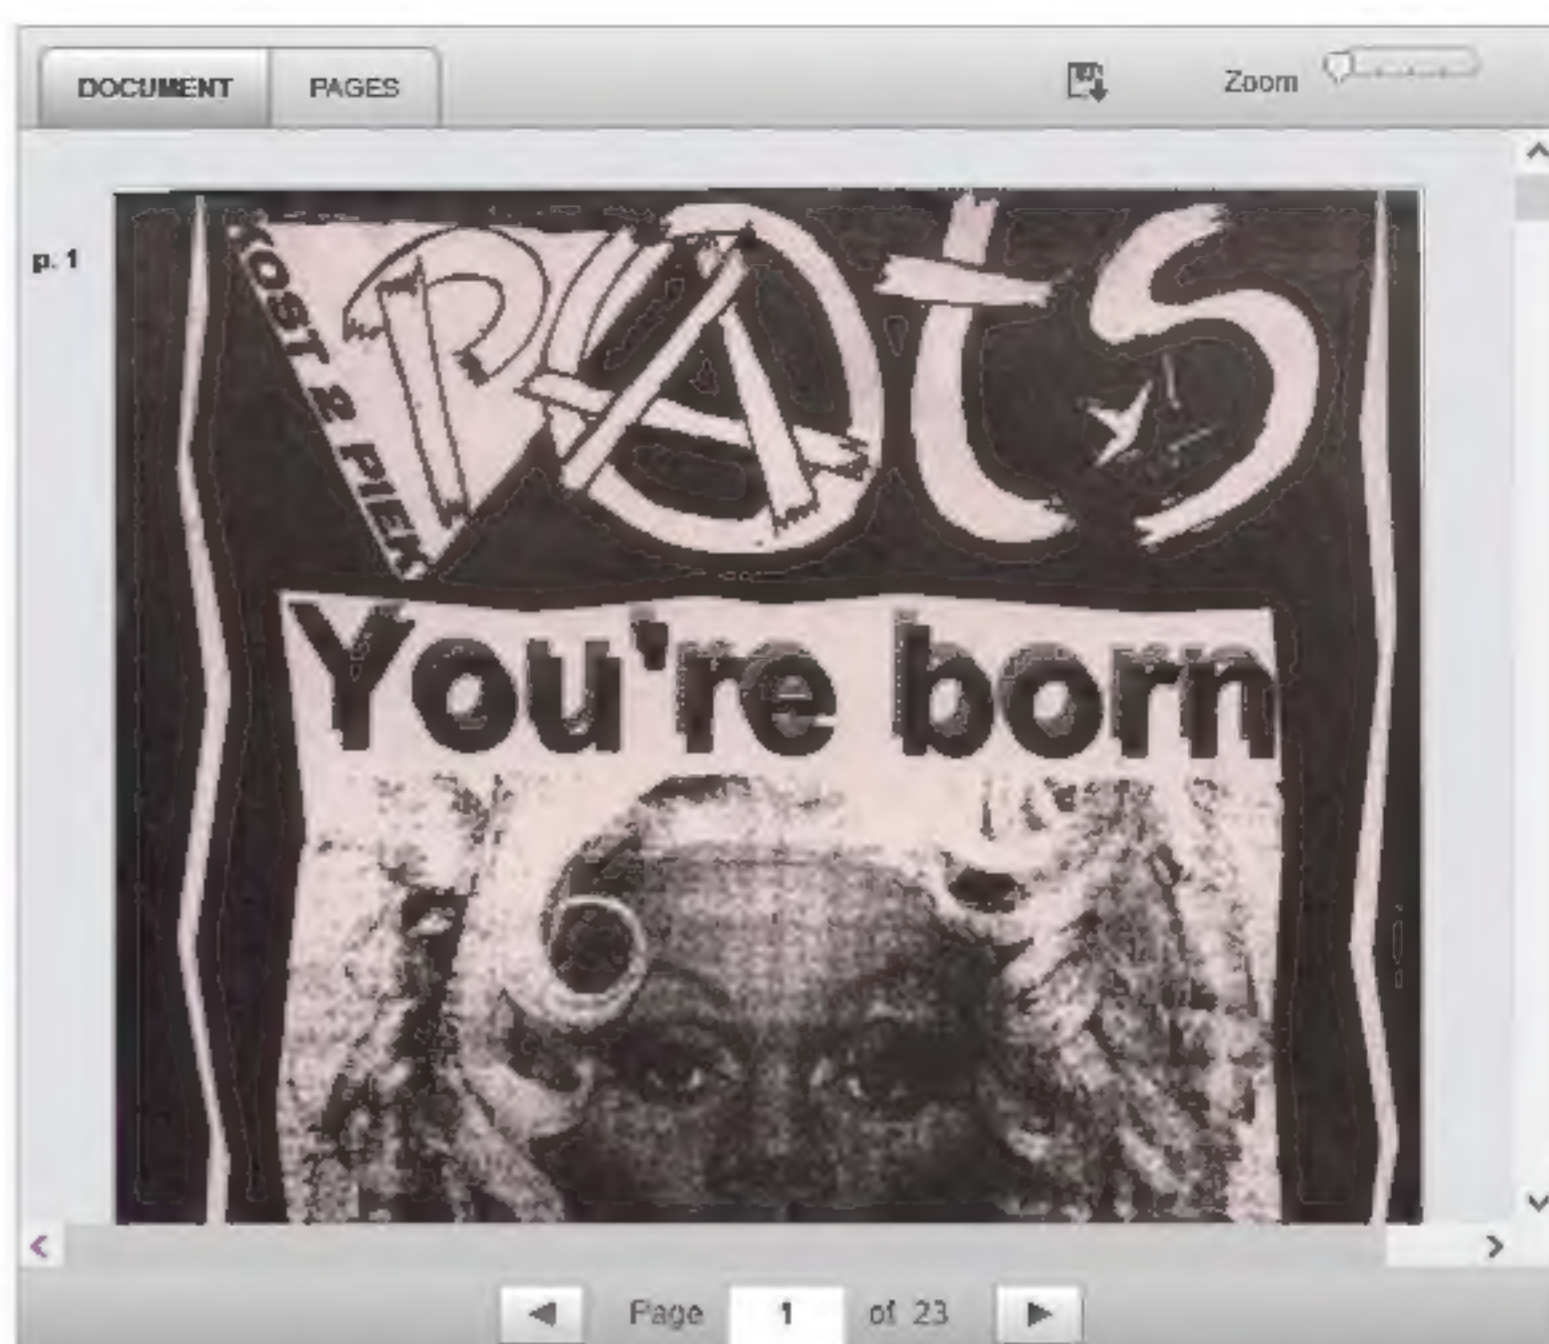 DOCUMENT PAGES Zoom
p. 1
RAtS
KOST 2 PIEK
You're born
Page 1 of 23